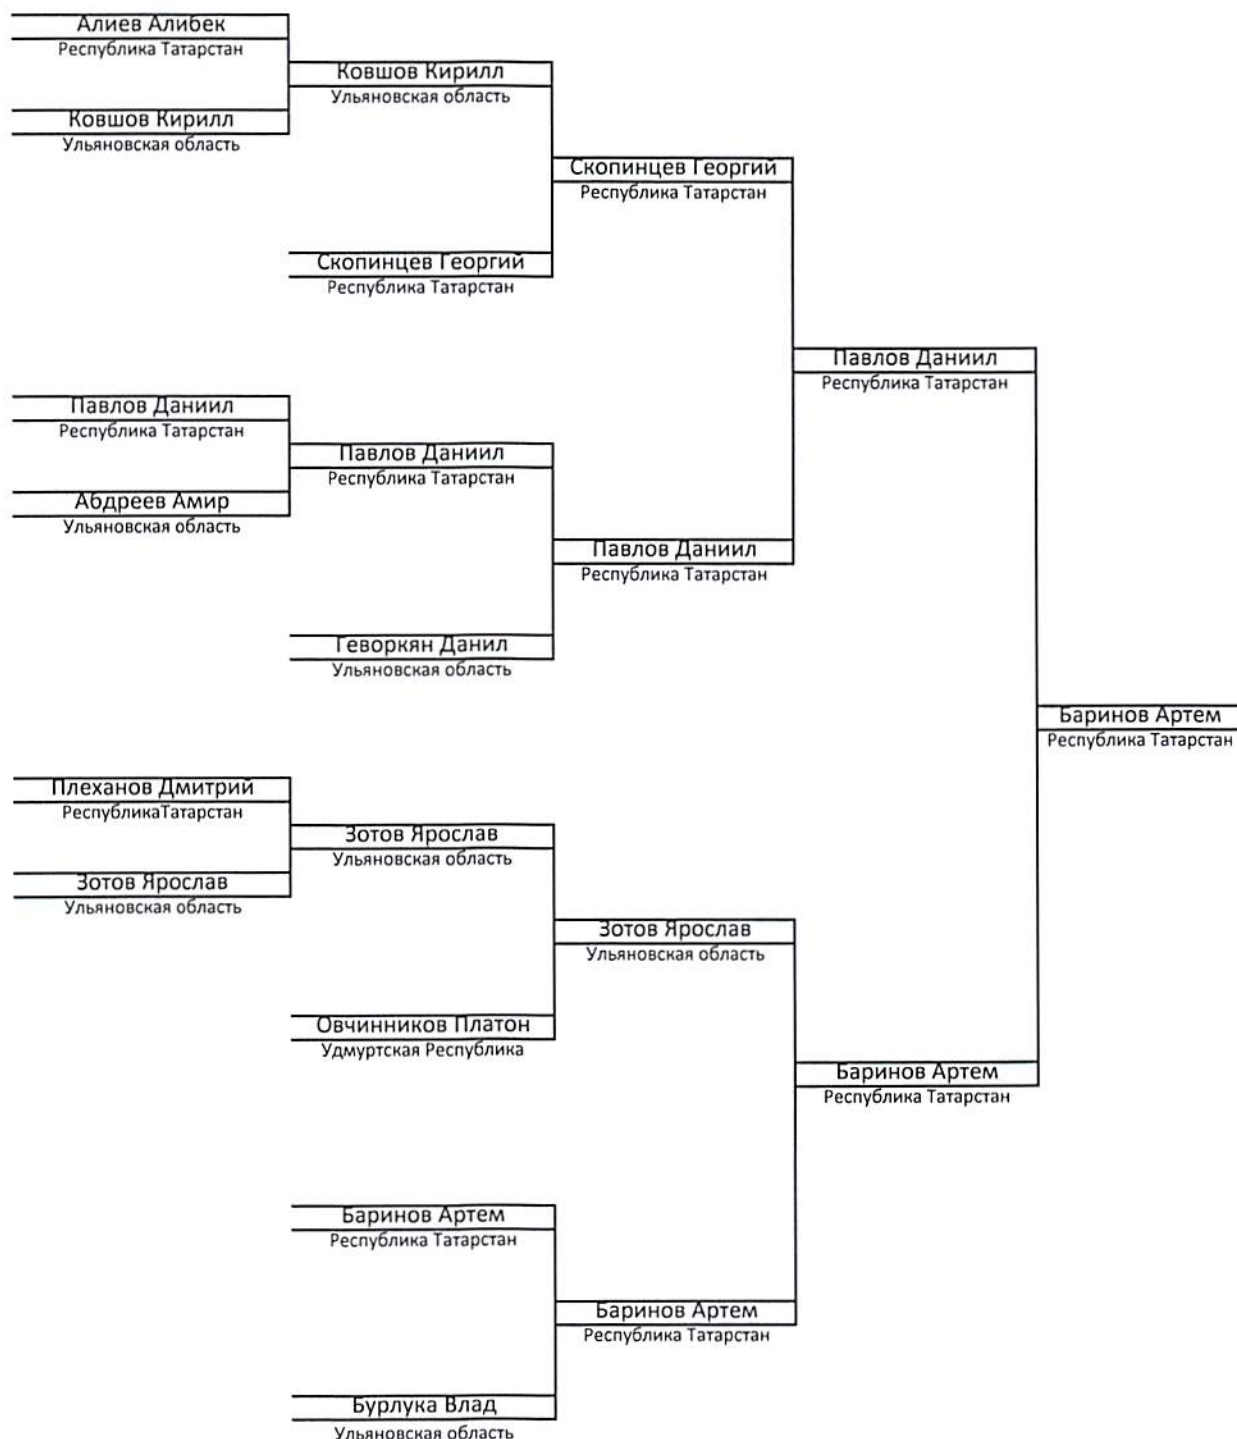 Алиев Алибек
Республика Татарстан
Ковшов Кирилл
Ульяновская область
Ковшов Кирилл
Ульяновская область
Скопинцев Георгий
Республика Татарстан
Скопинцев Георгий
Республика Татарстан
Павлов Даниил
Республика Татарстан
Павлов Даниил
Республика Татарстан
Павлов Даниил
Республика Татарстан
Абдреев Амир
Ульяновская область
Павлов Даниил
Республика Татарстан
Геворкян Данил
Ульяновская область
Баринов Артем
Республика Татарстан
Плеханов Дмитрий
РеспубликаТатарстан
Зотов Ярослав
Ульяновская область
Зотов Ярослав
Ульяновская область
Зотов Ярослав
Ульяновская область
Овчинников Платон
Удмуртская Республика
Баринов Артем
Республика Татарстан
Баринов Артем
Республика Татарстан
Баринов Артем
Республика Татарстан
Бурлука Влад
Ульяновская область